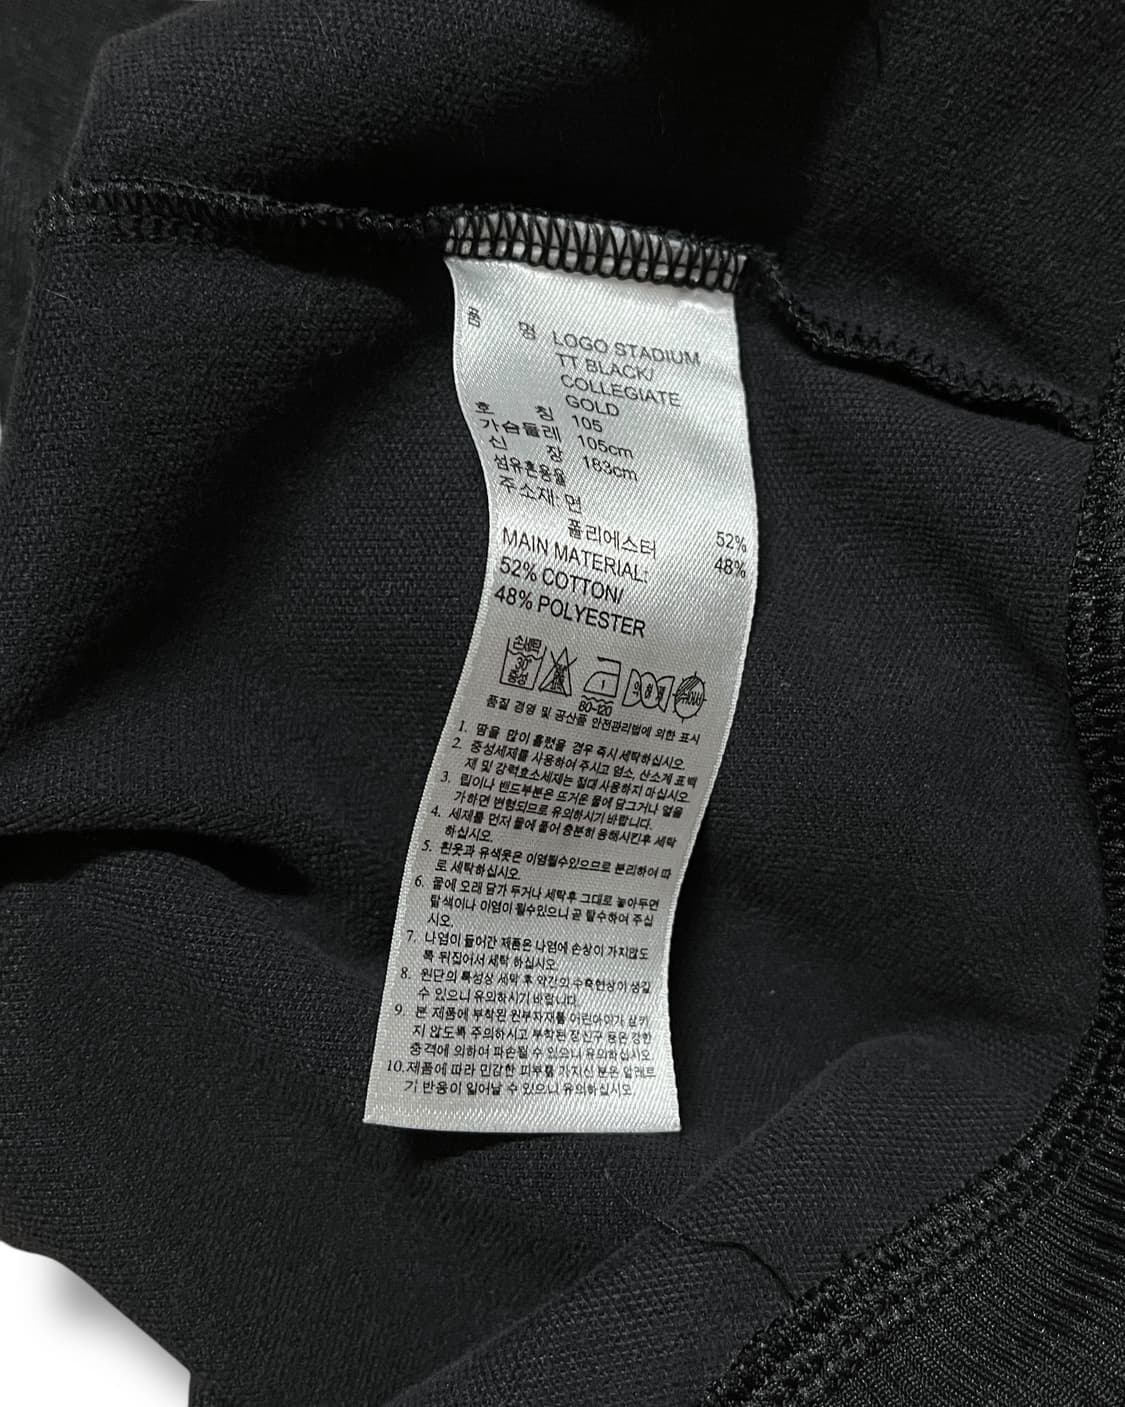 품 명 LOGO STADIUM
TT BLACK/
COLLEGIATE
GOLD
호 칭 105
가슴둘레 105cm
신 장 183cm
섬유혼용율
주소재: 면 52%
폴리에스터 48%
MAIN MATERIAL:
52% COTTON/
48% POLYESTER
손세탁
30
중성
80-120
품질 경영 및 공산품 안전관리법에 의한 표시
1. 땀을 많이 흘렸을 경우 즉시 세탁하십시오.
2. 중성세제를 사용하여 주시고 염소, 산소계 표백
제 및 강력효소세제는 절대 사용하지 마십시오.
3. 립이나 밴드부분은 뜨거운 물에 담그거나 열을
가하면 변형되므로 유의하시기 바랍니다.
4. 세제를 먼저 물에 풀어 충분히 용해시킨후 세탁
하십시오.
5. 흰옷과 유색옷은 이염될수있으므로 분리하여 따
로 세탁하십시오
6. 물에 오래 담가 두거나 세탁후 그대로 놓아두면
탈색이나 이염이 될수있으니 곧 탈수하여 주십
시오.
7. 나염이 들어간 제품은 나염에 손상이 가지않도
록 뒤집어서 세탁 하십시오.
8. 원단의 특성상 세탁 후 약간의 수축현상이 생길
수 있으니 유의하시기 바랍니다.
9. 본 제품에 부착된 원부자재를 어린아이가 삼키
지 않도록 주의하시고 부착된 장신구 등은 강한
충격에 의하여 파손될 수 있으니 유의하십시오
10.제품에 따라 민감한 피부를 가지신 분은 알레르
기 반응이 일어날 수 있으니 유의하십시오.